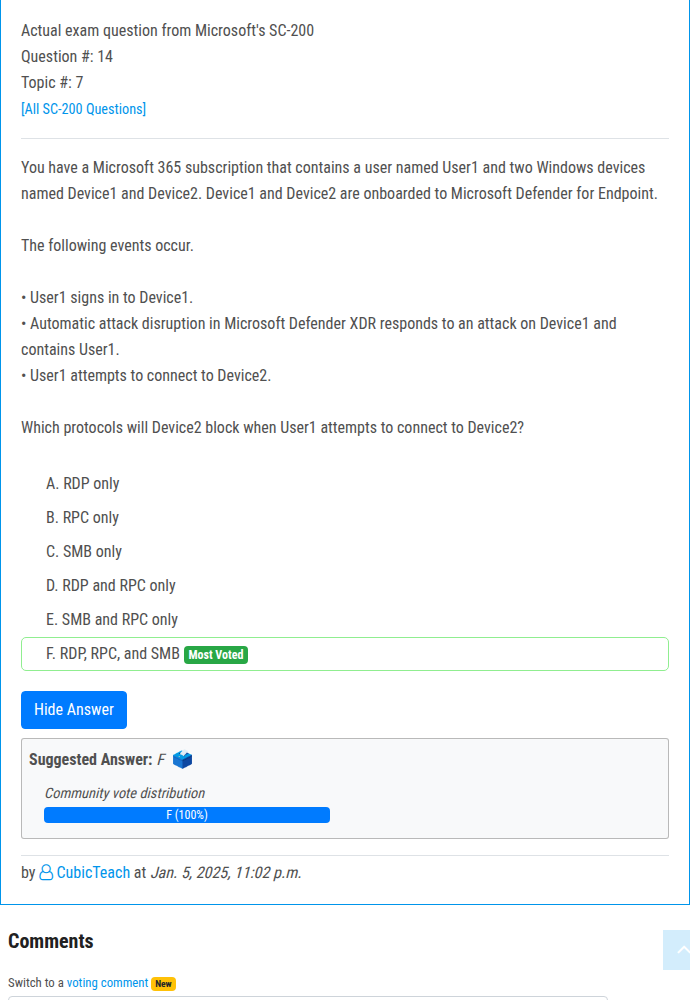 Actual exam question from Microsoft's SC-200
Question #: 14
Topic #: 7
[All SC-200 Questions]
You have a Microsoft 365 subscription that contains a user named User1 and two Windows devices
named Device1 and Device2. Device1 and Device2 are onboarded to Microsoft Defender for Endpoint.
The following events occur.
• User1 signs in to Device1.
• Automatic attack disruption in Microsoft Defender XDR responds to an attack on Device1 and
contains User1.
• User1 attempts to connect to Device2.
Which protocols will Device2 block when User1 attempts to connect to Device2?
A. RDP only
B. RPC only
C. SMB only
D. RDP and RPC only
E. SMB and RPC only
F. RDP, RPC, and SMB Most Voted
Hide Answer
Suggested Answer: F
Community vote distribution
F (100%)
by CubicTeach at Jan. 5, 2025, 11:02 p.m.
Comments
Switch to a voting comment New